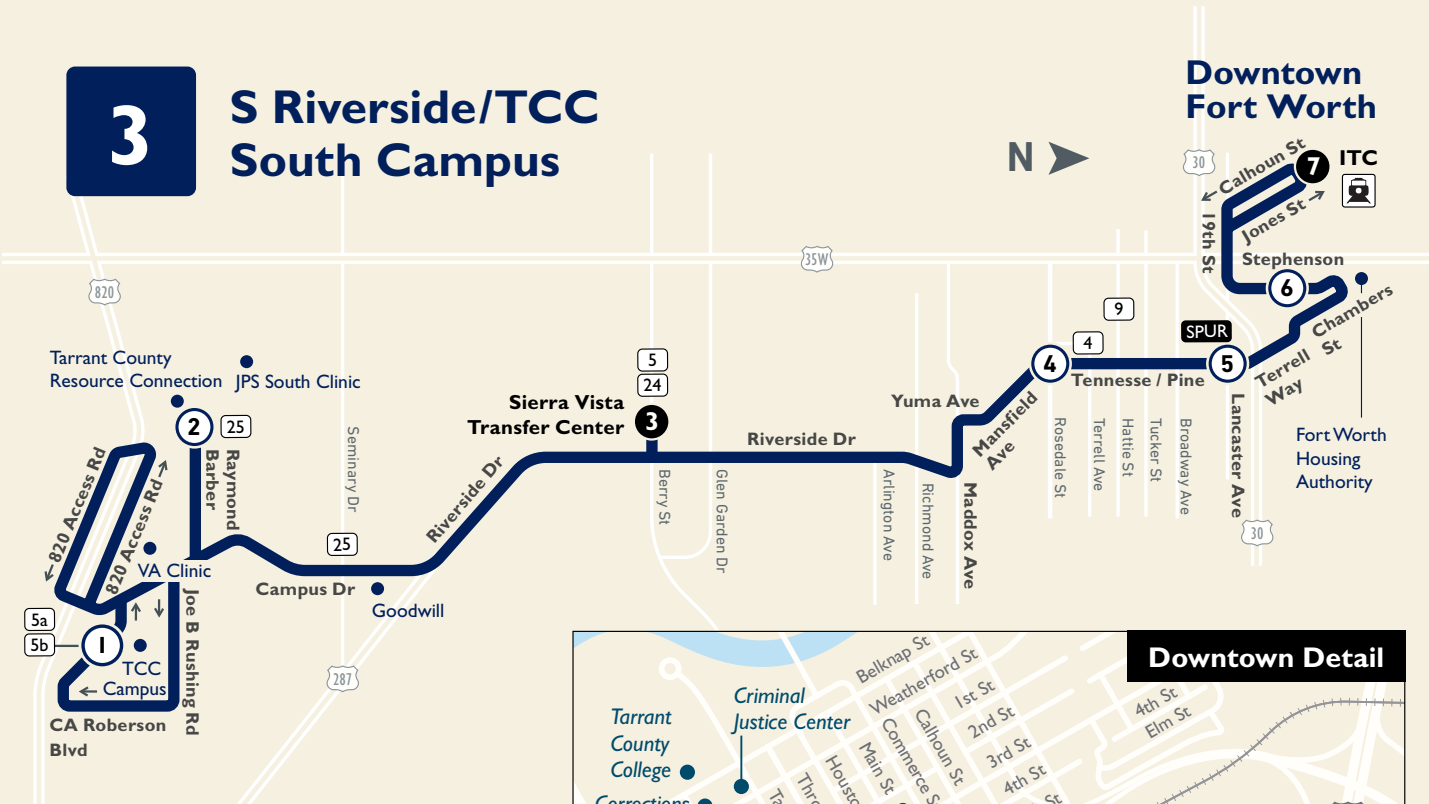 3
S Riverside/TCC
South Campus
N
Downtown
Fort Worth
30
Calhoun St
7
ITC
Jones St
19th St
Stephenson
6
35W
820
Chambers
St
Terrell
Way
9
4
SPUR
4
5
Tennesse / Pine
Lancaster Ave
Fort Worth
Housing
Authority
30
Tarrant County
Resource Connection
JPS South Clinic
2
25
5
24
Sierra Vista
Transfer Center
3
Yuma Ave
Mansfield
Ave
Riverside Dr
Rosedale St
Terrell Ave
Hattie St
Tucker St
Broadway Ave
820 Access Rd
820 Access Rd
Barber
Raymond
Seminary Dr
Riverside Dr
Berry St
Glen Garden Dr
Arlington Ave
Richmond Ave
Maddox Ave
VA Clinic
25
Campus Dr
Goodwill
5a
5b
1
TCC
Campus
Joe B Rushing Rd
CA Roberson
Blvd
287
Downtown Detail
Belknap St
Weatherford St
1st St
2nd St
3rd St
4th St
4th St
Elm St
Calhoun St
Commerce S
Main St
Housto
Thro
Ta
St
Criminal
Justice Center
Tarrant
County
College
Corrections